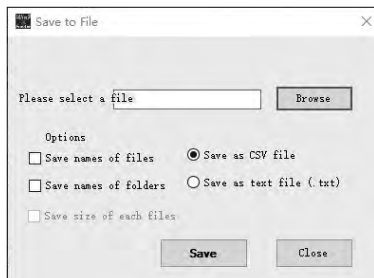 Save to File
Please select a file
Browse
Options
Save names of files
Save as CSV file
Save names of folders
Save as text file (.txt)
Save size of each files
Save
Close